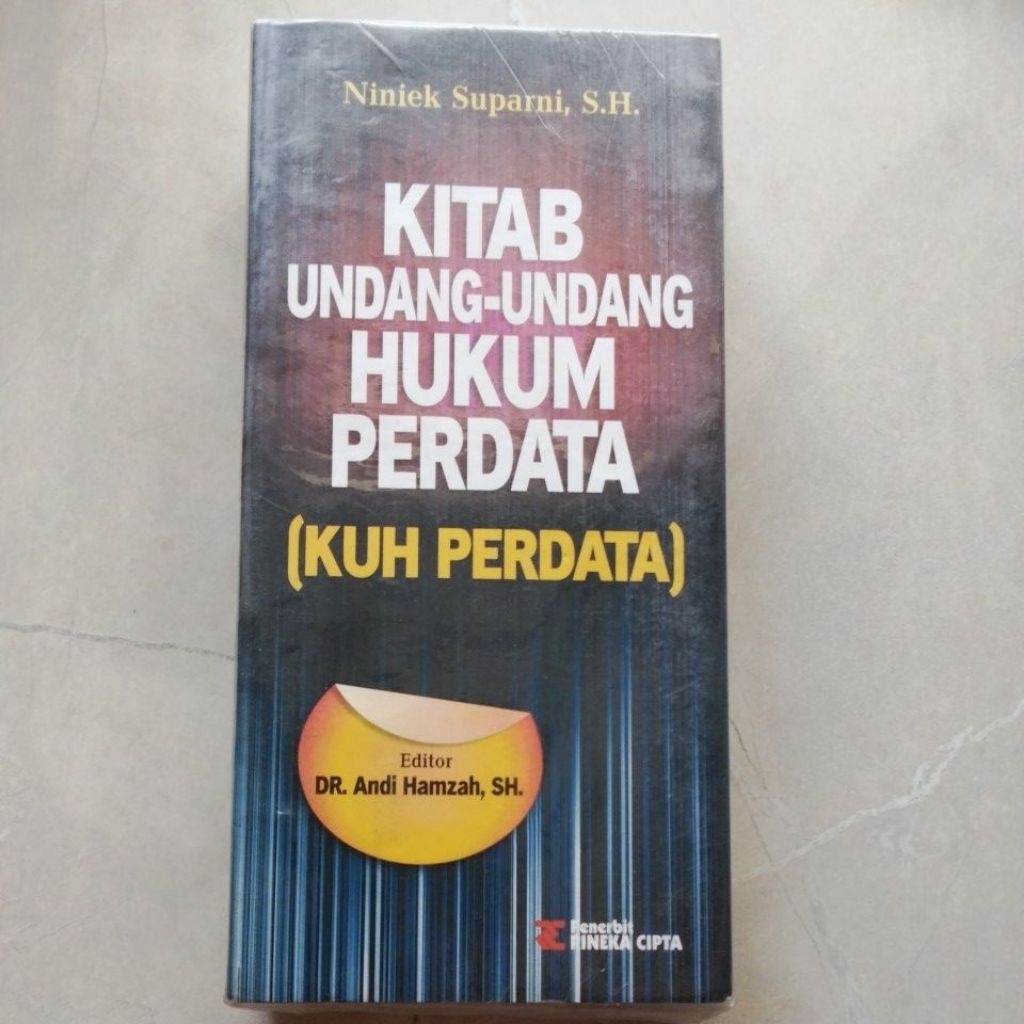 Niniek Suparni, S.H.
KITAB
UNDANG-UNDANG
HUKUM
PERDATA
(KUH PERDATA)
Editor
DR. Andi Hamzah, SH.
Penerbit
RINEKA CIPTA